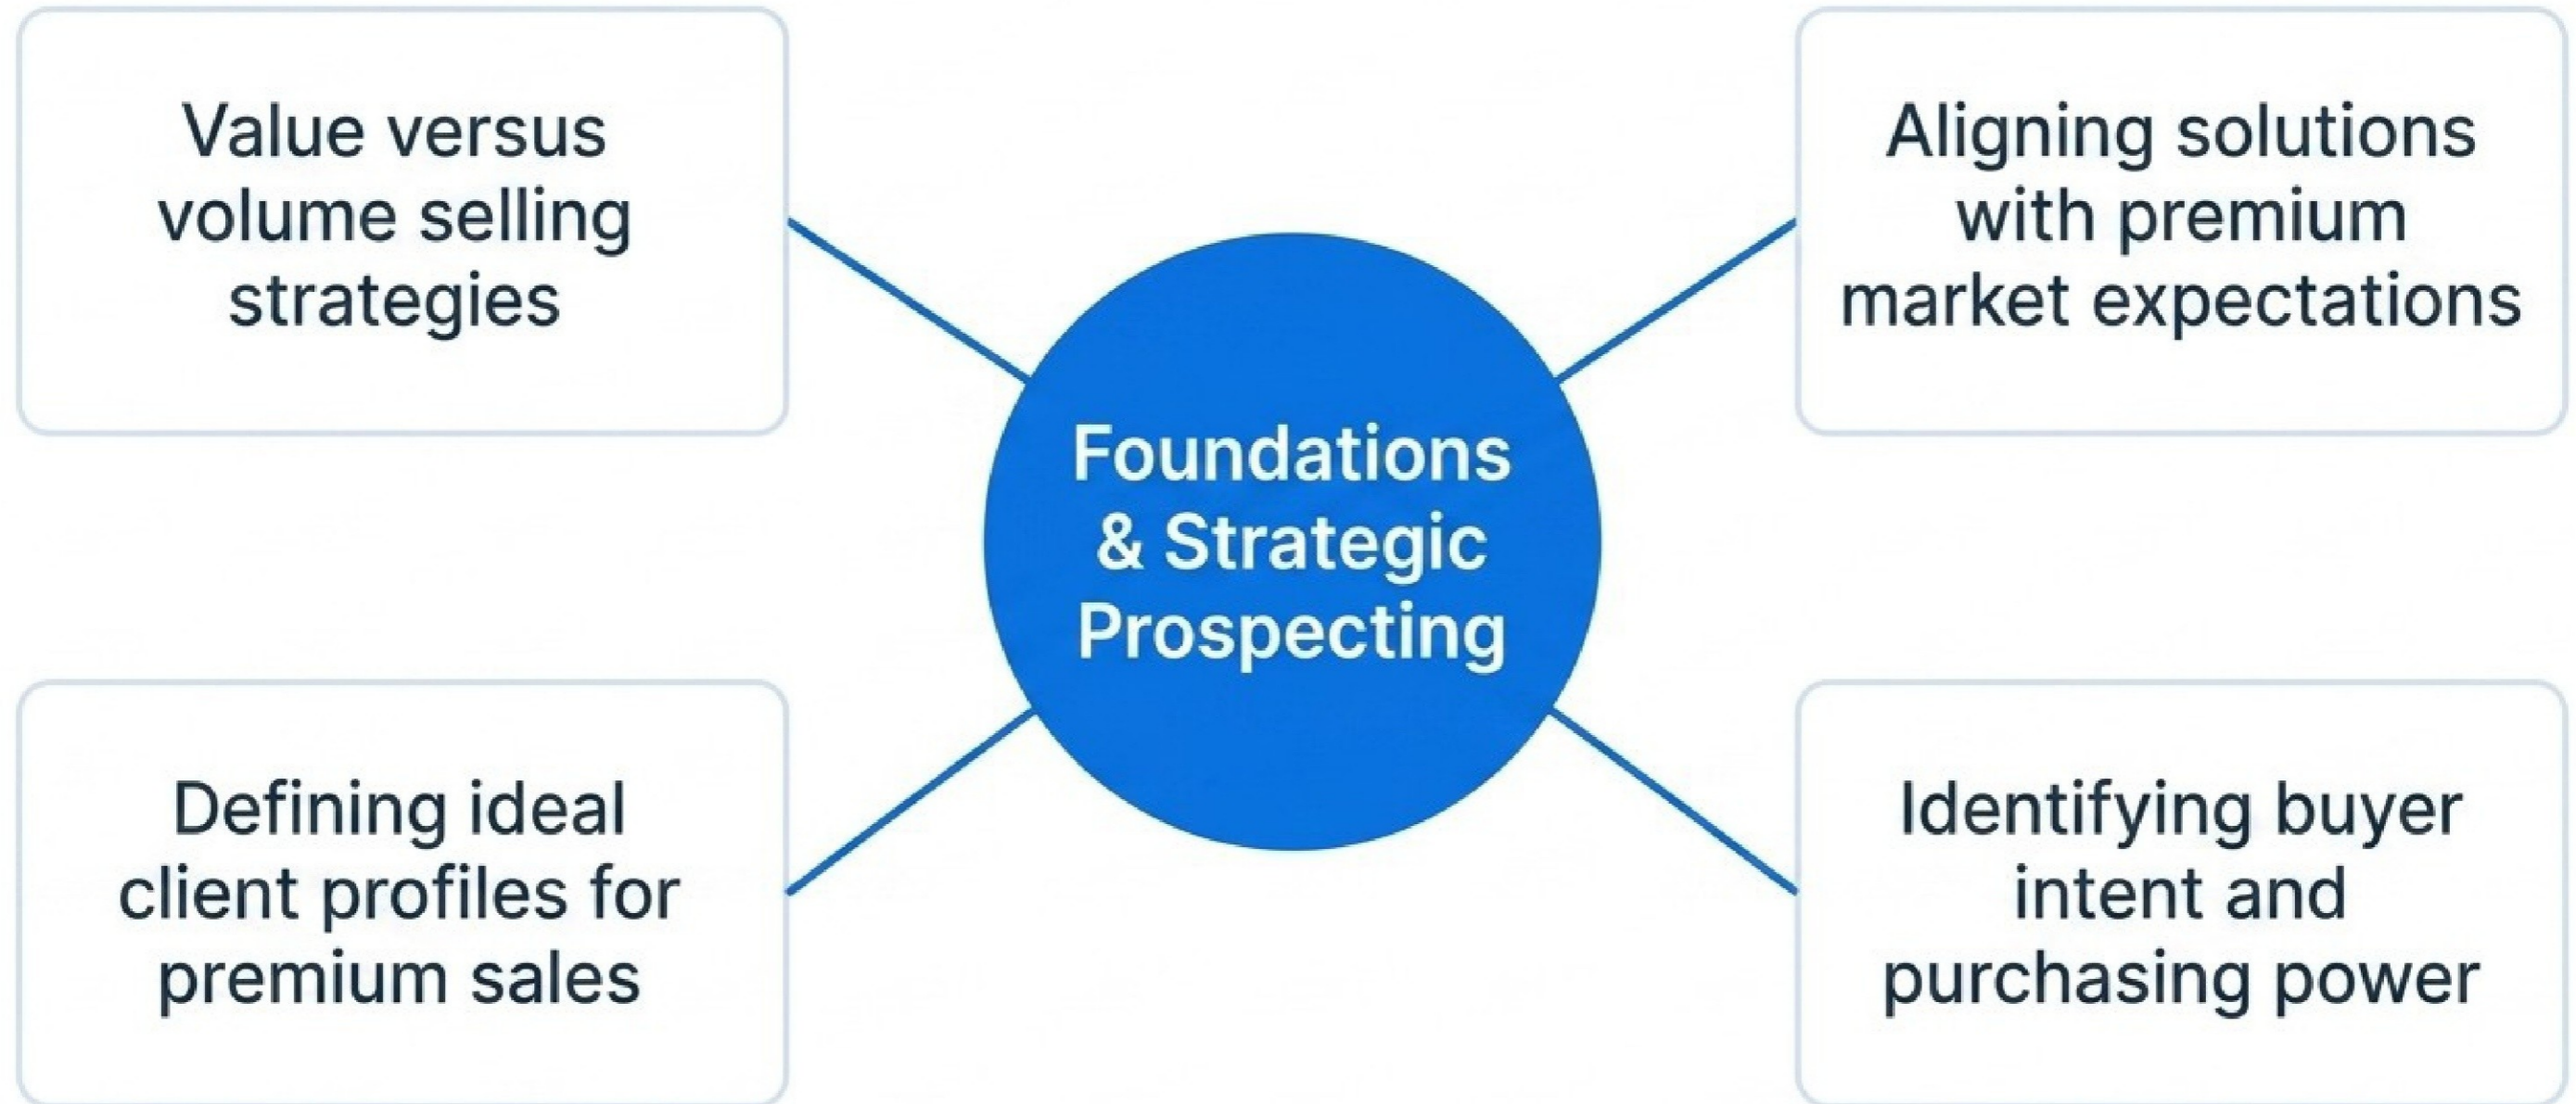 Value versus
volume selling
strategies
Aligning solutions
with premium
market expectations
Foundations
& Strategic
Prospecting
Defining ideal
client profiles for
premium sales
Identifying buyer
intent and
purchasing power